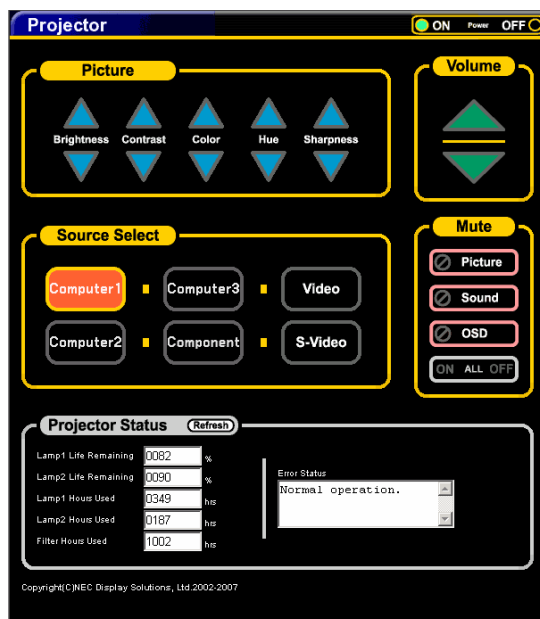 Projector
ON Power OFF
Picture
Brightness Contrast Color Hue Sharpness
Volume
Source Select
Computer1 Computer3 Video
Computer2 Component S-Video
Mute
Picture
Sound
OSD
ON ALL OFF
Projector Status Refresh
Lamp1 Life Remaining 0082 %
Lamp2 Life Remaining 0090 %
Lamp1 Hours Used 0349 hrs
Lamp2 Hours Used 0187 hrs
Filter Hours Used 1002 hrs
Error Status
Normal operation.
Copyright(C)NEC Display Solutions, Ltd.2002-2007